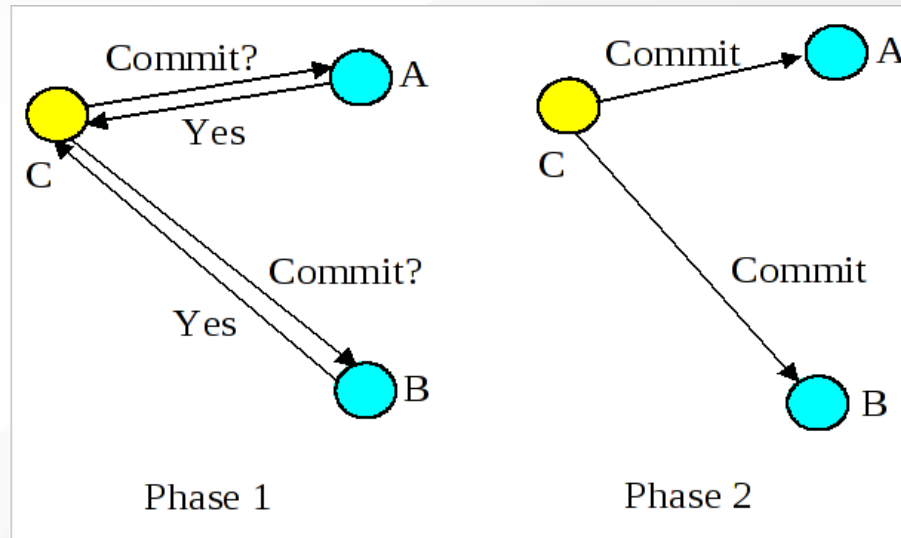 Commit?
A
Yes
C
Commit?
Yes
B
Phase 1
Commit
A
C
Commit
B
Phase 2